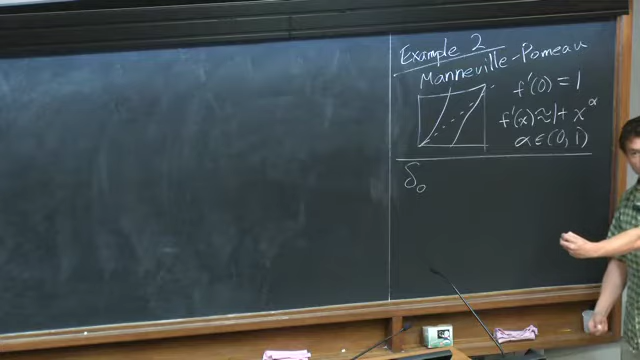 Example 2
Manneville-Pomeau
f'(0) = 1
f'(x) ≈ 1 + x^α
α ∈ (0, 1)
δ₀